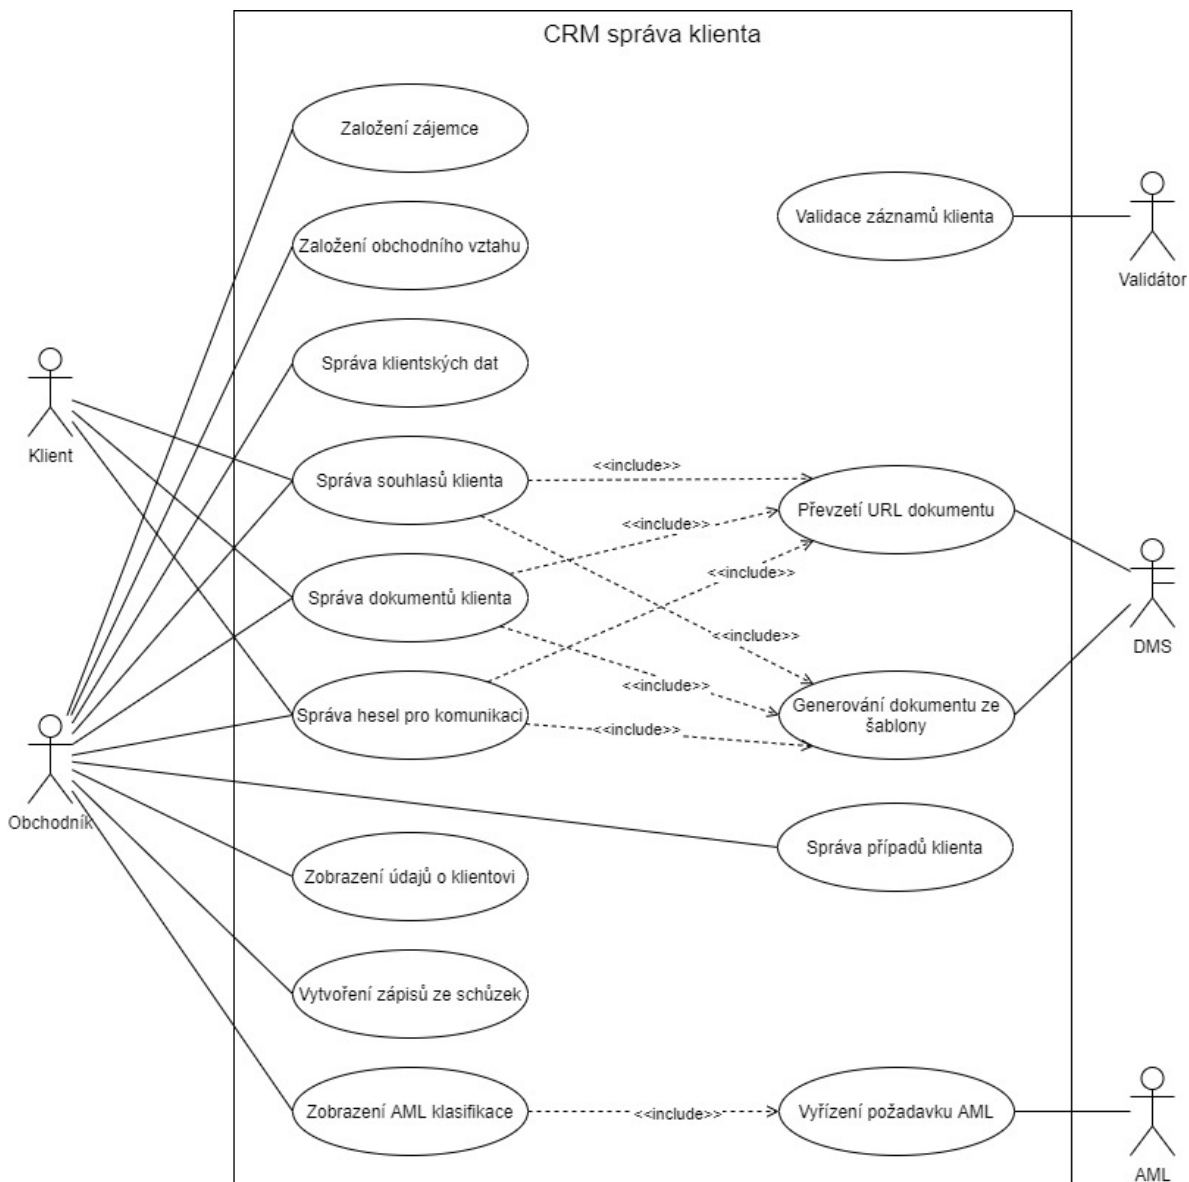 CRM správa klienta
Založení zájemce
Validace záznamů klienta
Založení obchodního vztahu
Validátor
Správa klientských dat
Klient
Správa souhlasů klienta
<<include>>
Převzetí URL dokumentu
<<include>>
<<include>>
Správa dokumentů klienta
<<include>>
DMS
<<include>>
Správa hesel pro komunikaci
<<include>>
Generování dokumentu ze
šablony
Obchodník
Správa případů klienta
Zobrazení údajů o klientovi
Vytvoření zápisů ze schůzek
Zobrazení AML klasifikace
<<include>>
Vyřízení požadavku AML
AML